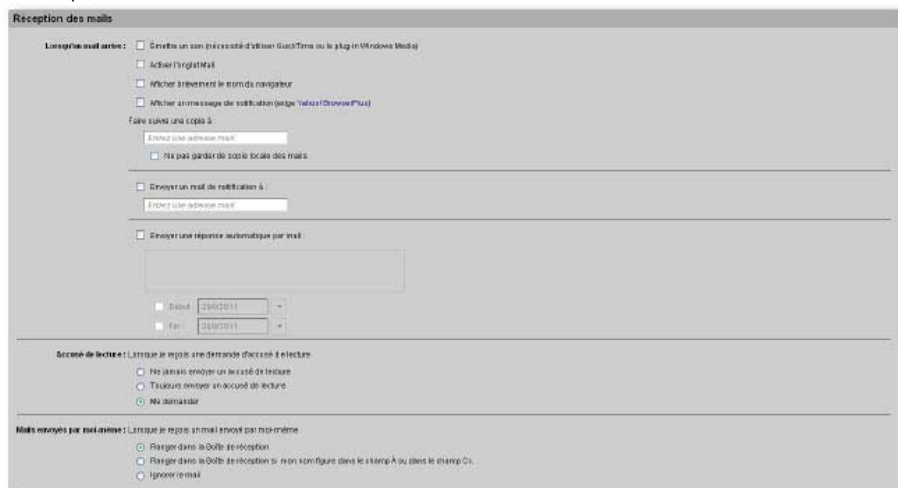 Réception des mails
Lorsqu'un mail arrive : Émettre un son (nécessité d'utiliser QuickTime ou le plug-in Windows Media)
Activer l'onglet Mail
Afficher brièvement le nom du navigateur
Afficher un message de notification (exige Yahoo! BrowserPlus)
Faire suivre une copie à :
Entrez une adresse mail
Ne pas garder de copie locale des mails.
Envoyer un mail de notification à :
Entrez une adresse mail
Envoyer une réponse automatique par mail :
Début :
Fin :
Accusé de lecture : Lorsque je reçois une demande d'accusé de lecture
Ne jamais envoyer un accusé de lecture
Toujours envoyer un accusé de lecture
Me demander
Mails envoyés par moi-même : Lorsque je reçois un mail envoyé par moi-même
Ranger dans la Boîte de réception
Ranger dans la Boîte de réception si mon nom figure dans le champ À ou dans le champ Cc.
Ignorer le mail